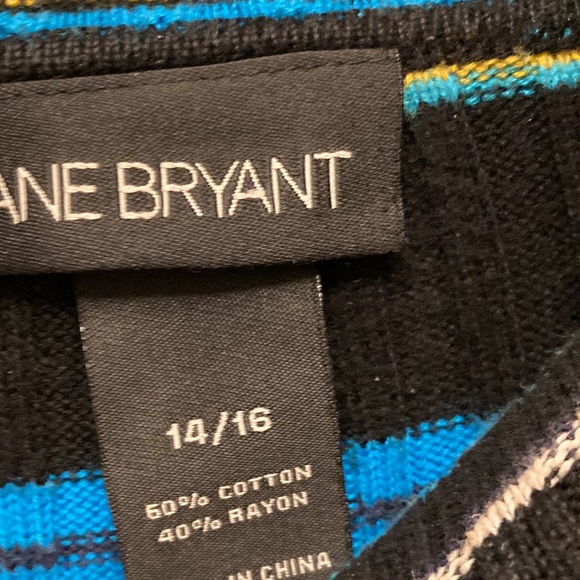 ANE BRYANT
14/16
60% COTTON
40% RAYON
IN CHINA